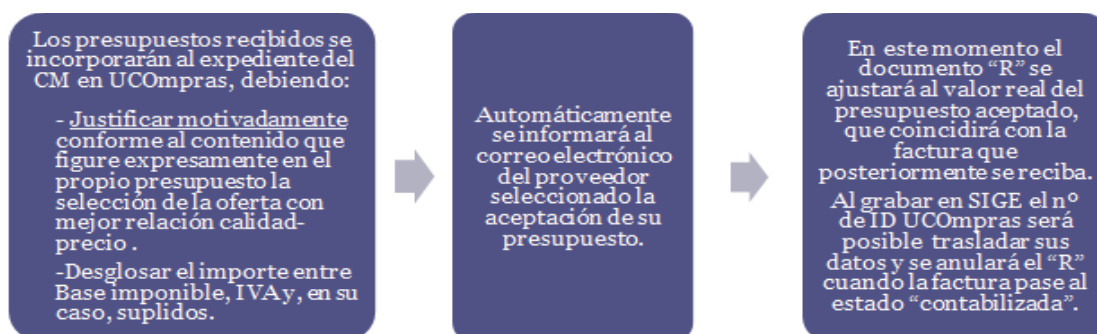 Los presupuestos recibidos se
incorporarán al expediente del
CM en UCOmpras, debiendo:
- Justificar motivadamente
conforme al contenido que
figure expresamente en el
propio presupuesto la
selección de la oferta con
mejor relación calidad-
precio .
-Desglosar el importe entre
Base imponible, IVA y, en su
caso, suplidos.
Automáticamente
se informará al
correo electrónico
del proveedor
seleccionado la
aceptación de su
presupuesto.
En este momento el
documento “R” se
ajustará al valor real del
presupuesto aceptado,
que coincidirá con la
factura que
posteriormente se reciba.
Al grabar en SIGE el nº
de ID UCOmpras será
posible trasladar sus
datos y se anulará el “R”
cuando la factura pase al
estado “contabilizada”.